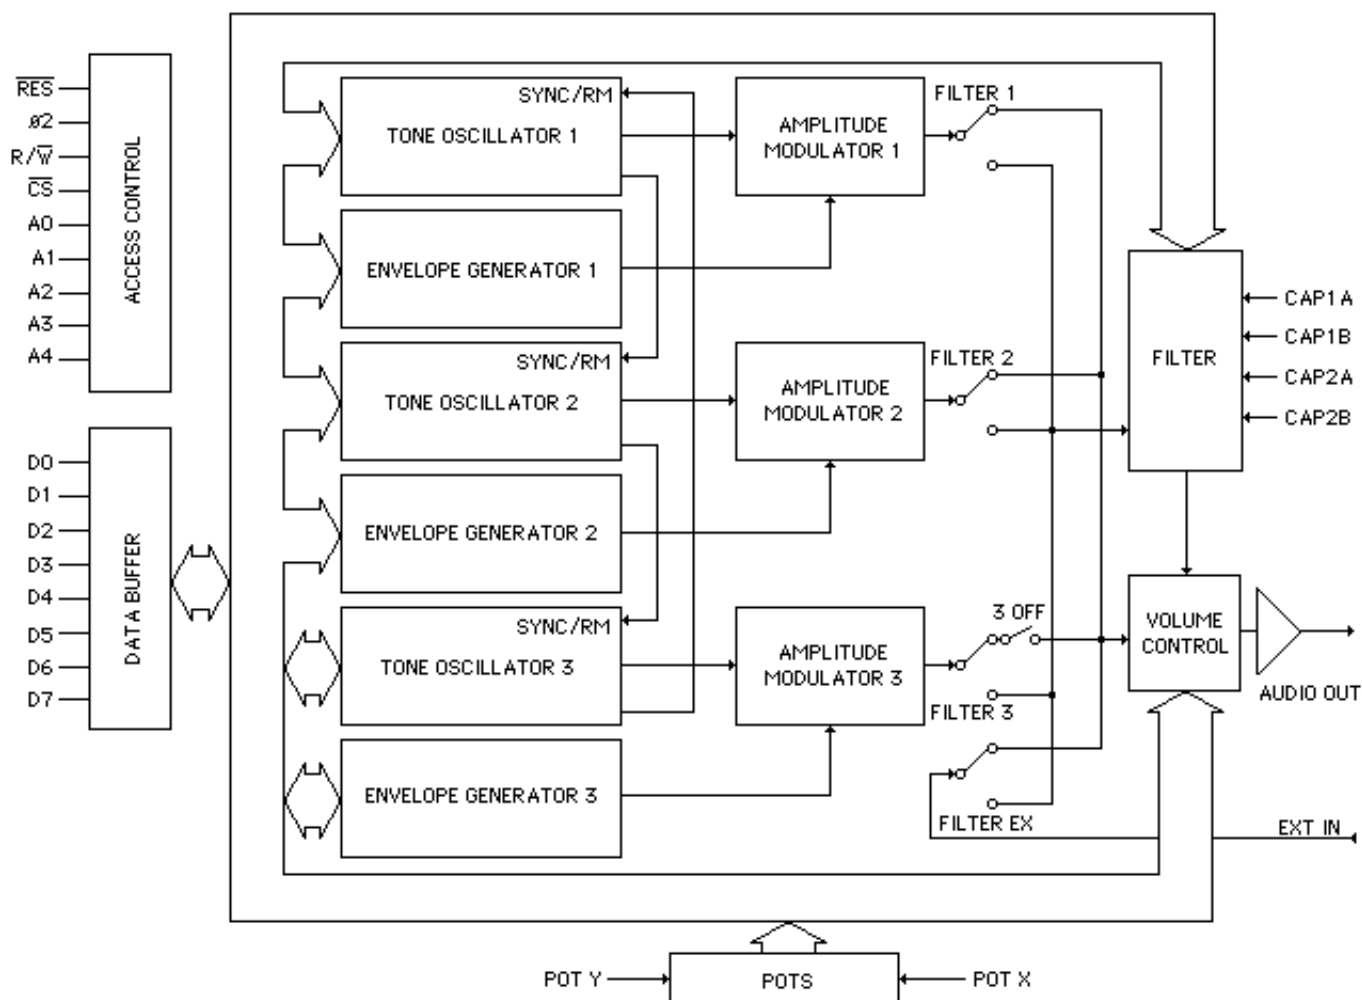 R̅E̅S̅
ø2
R/W̅
C̅S̅
A0
A1
A2
A3
A4
ACCESS CONTROL
D0
D1
D2
D3
D4
D5
D6
D7
DATA BUFFER
SYNC/RM
TONE OSCILLATOR 1
ENVELOPE GENERATOR 1
SYNC/RM
TONE OSCILLATOR 2
ENVELOPE GENERATOR 2
SYNC/RM
TONE OSCILLATOR 3
ENVELOPE GENERATOR 3
AMPLITUDE
MODULATOR 1
AMPLITUDE
MODULATOR 2
AMPLITUDE
MODULATOR 3
FILTER 1
FILTER 2
3 OFF
FILTER 3
FILTER EX
FILTER
CAP1A
CAP1B
CAP2A
CAP2B
VOLUME
CONTROL
AUDIO OUT
EXT IN
POT Y
POTS
POT X